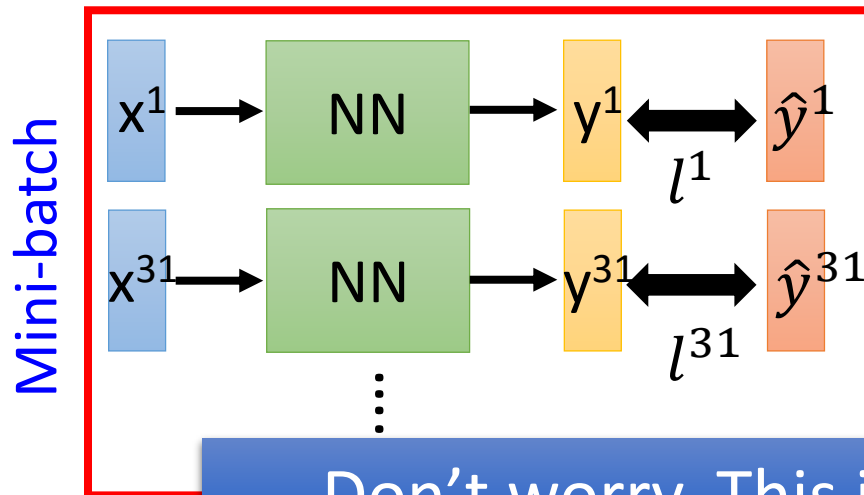 Mini-batch
x¹ NN y¹ ŷ¹
l¹
x³¹ NN y³¹ ŷ³¹
l³¹
Don't worry. This i